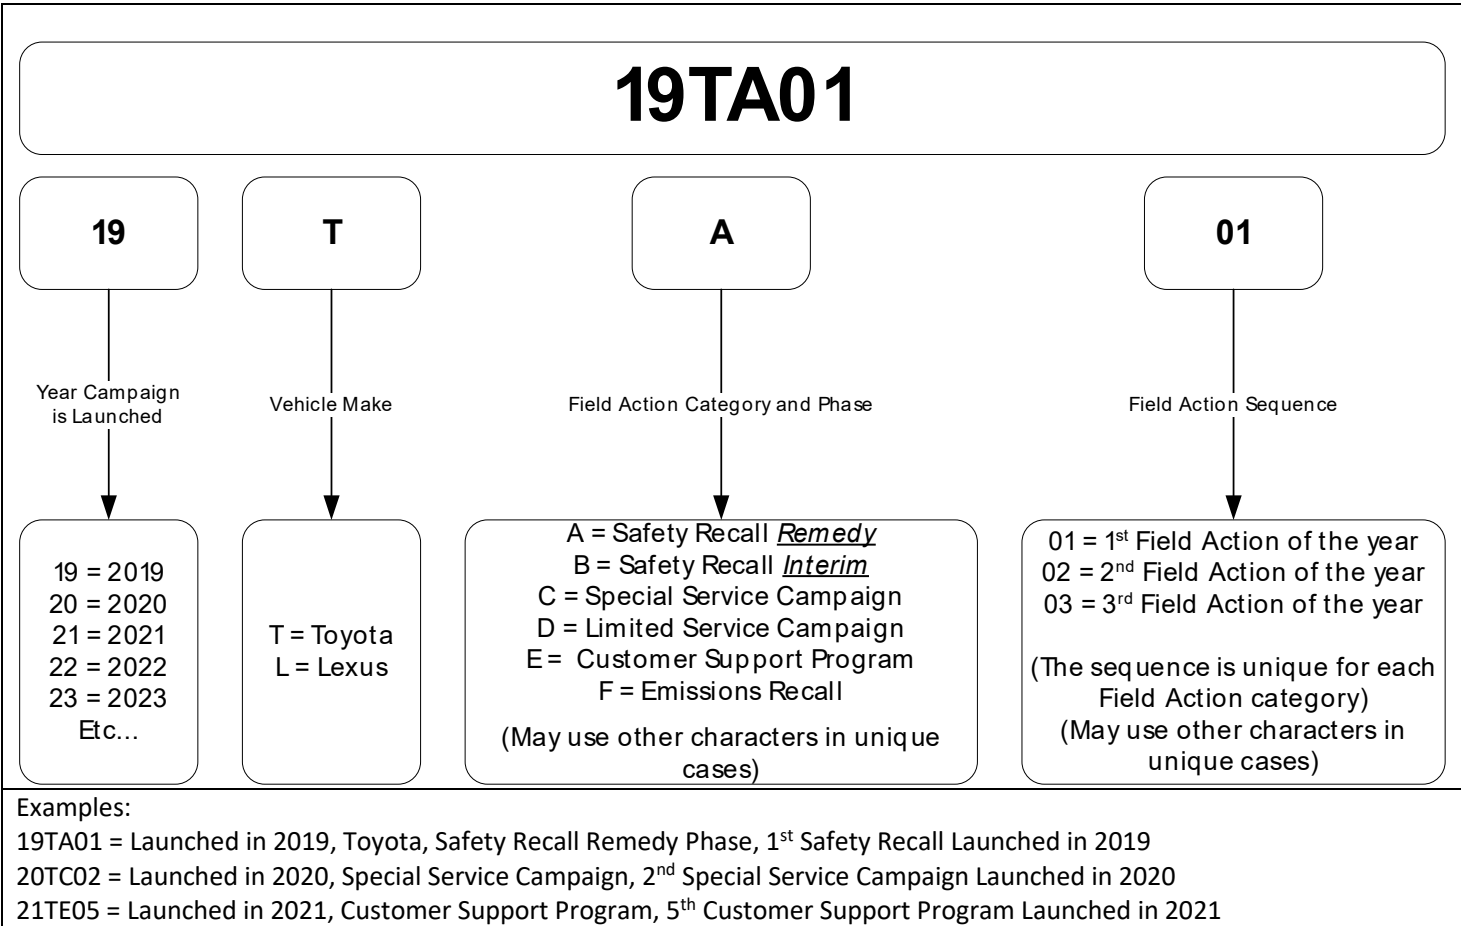 19TA01
19
T
A
01
Year Campaign
is Launched
Vehicle Make
Field Action Category and Phase
Field Action Sequence
19 = 2019
20 = 2020
21 = 2021
22 = 2022
23 = 2023
Etc...
T = Toyota
L = Lexus
A = Safety Recall Remedy
B = Safety Recall Interim
C = Special Service Campaign
D = Limited Service Campaign
E = Customer Support Program
F = Emissions Recall
(May use other characters in unique
cases)
01 = 1st Field Action of the year
02 = 2nd Field Action of the year
03 = 3rd Field Action of the year
(The sequence is unique for each
Field Action category)
(May use other characters in
unique cases)
Examples:
19TA01 = Launched in 2019, Toyota, Safety Recall Remedy Phase, 1st Safety Recall Launched in 2019
20TC02 = Launched in 2020, Special Service Campaign, 2nd Special Service Campaign Launched in 2020
21TE05 = Launched in 2021, Customer Support Program, 5th Customer Support Program Launched in 2021